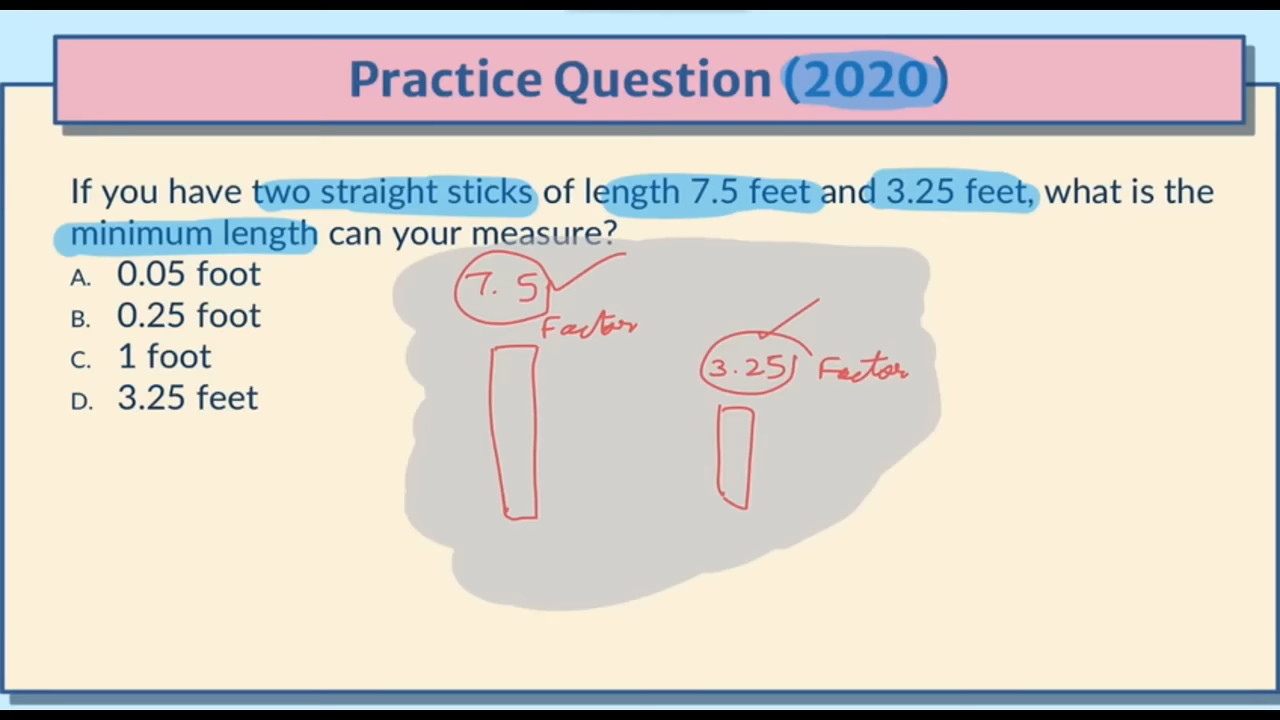 Practice Question (2020)
If you have two straight sticks of length 7.5 feet and 3.25 feet, what is the
minimum length can your measure?
A. 0.05 foot
B. 0.25 foot
C. 1 foot
D. 3.25 feet
7.5
Factor
3.25 Factor